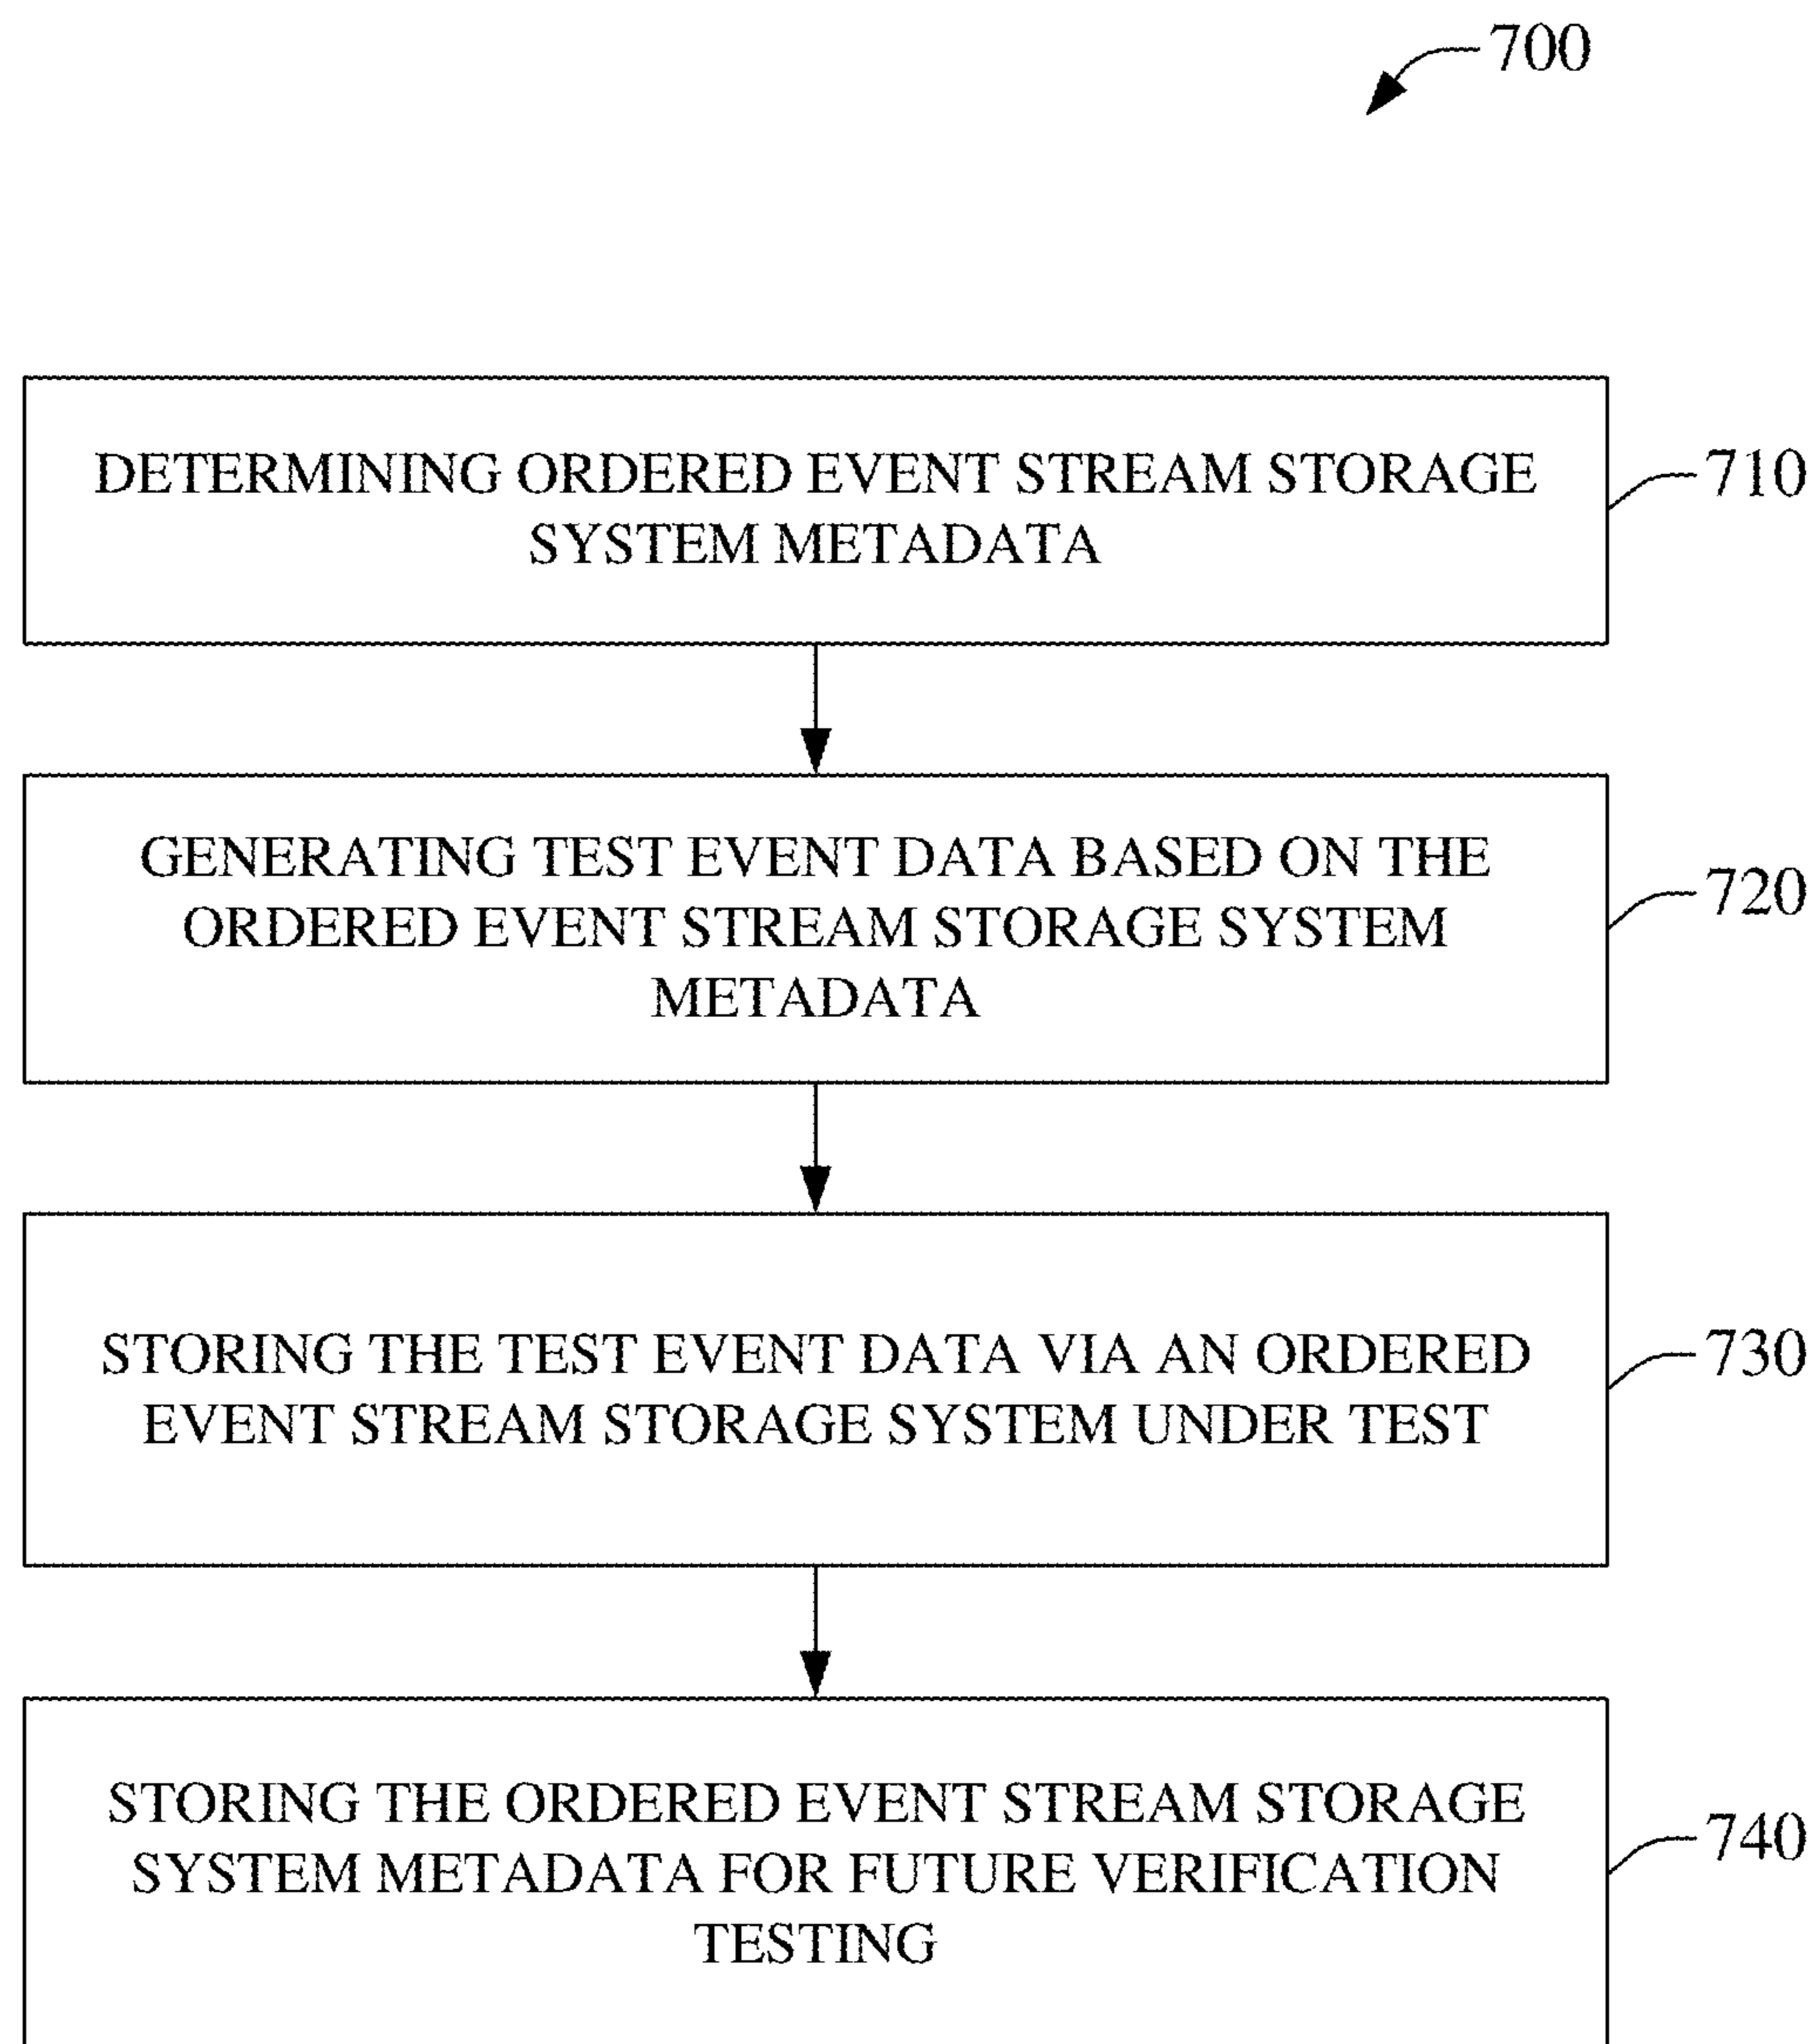 700
DETERMINING ORDERED EVENT STREAM STORAGE
SYSTEM METADATA
710
GENERATING TEST EVENT DATA BASED ON THE
ORDERED EVENT STREAM STORAGE SYSTEM
METADATA
720
STORING THE TEST EVENT DATA VIA AN ORDERED
EVENT STREAM STORAGE SYSTEM UNDER TEST
730
STORING THE ORDERED EVENT STREAM STORAGE
SYSTEM METADATA FOR FUTURE VERIFICATION
TESTING
740